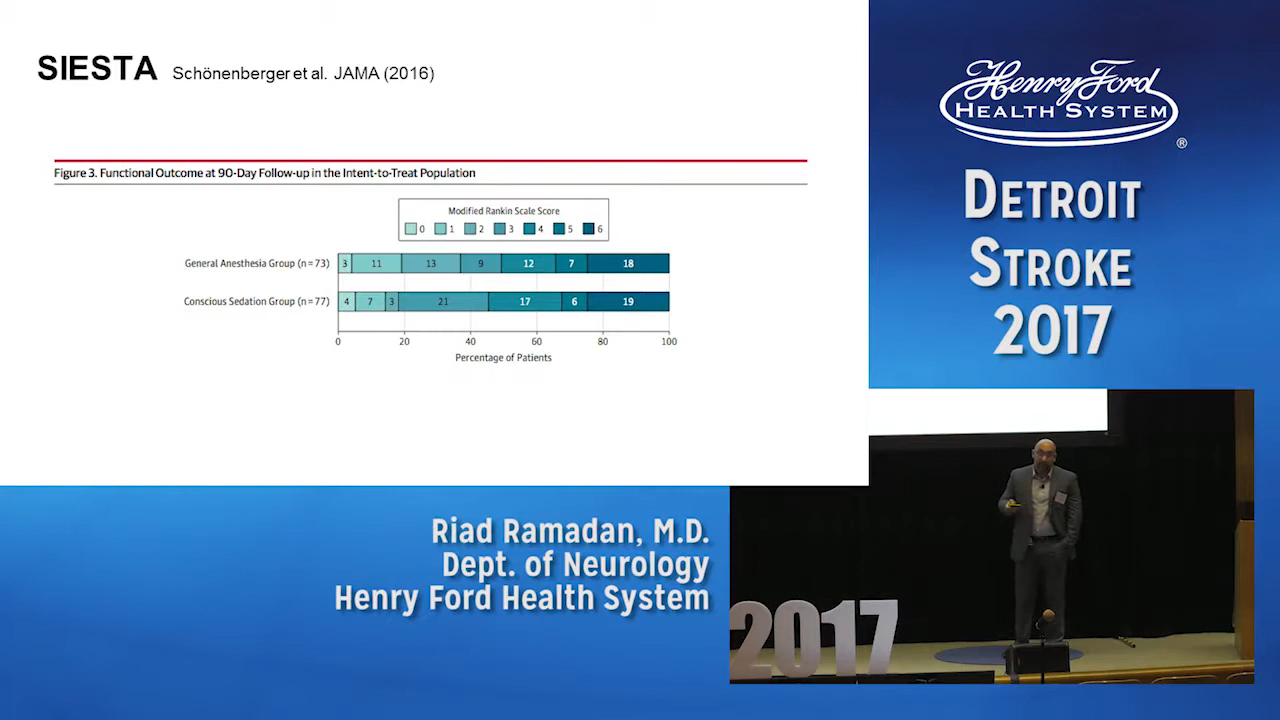 SIESTA Schönenberger et al. JAMA (2016)
Figure 3. Functional Outcome at 90-Day Follow-up in the Intent-to-Treat Population
Modified Rankin Scale Score
0 1 2 3 4 5 6
General Anesthesia Group (n = 73) 3 11 13 9 12 7 18
Conscious Sedation Group (n = 77) 4 7 3 21 17 6 19
0 20 40 60 80 100
Percentage of Patients
Henry Ford
HEALTH SYSTEM
®
DETROIT
STROKE
2017
Riad Ramadan, M.D.
Dept. of Neurology
Henry Ford Health System
2017